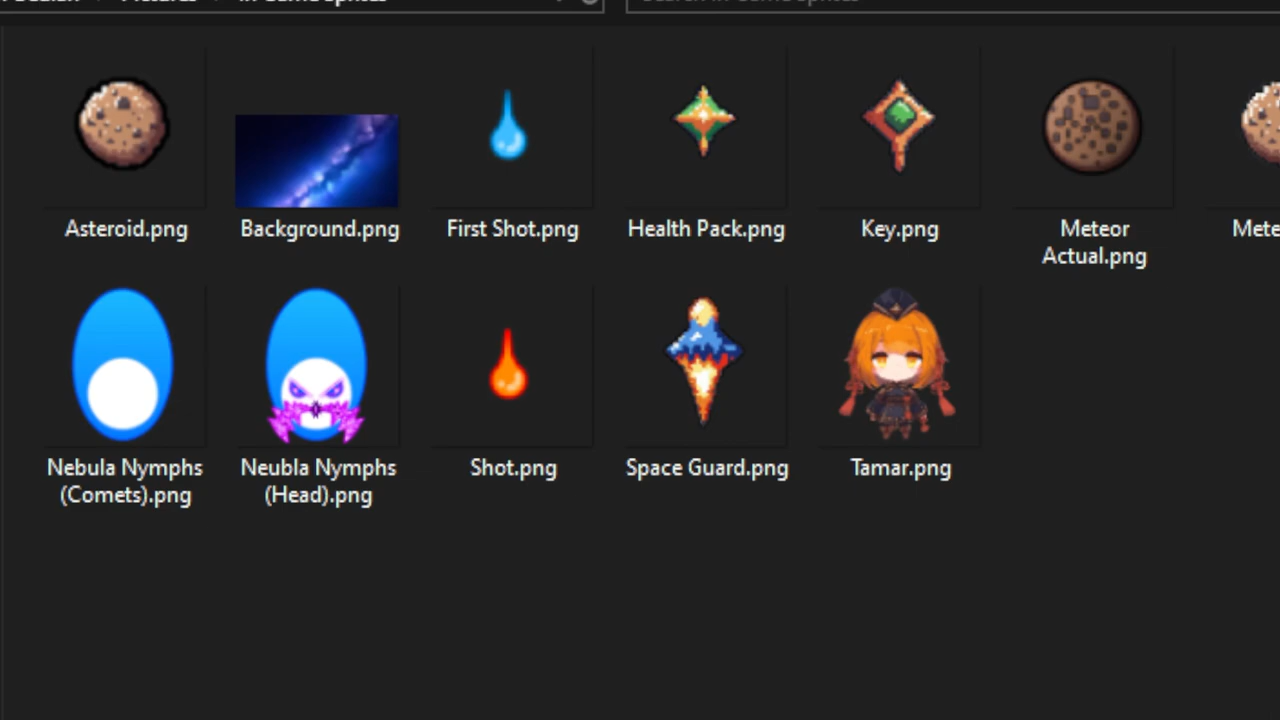 Asteroid.png
Background.png
First Shot.png
Health Pack.png
Key.png
Meteor
Actual.png
Mete
Nebula Nymphs
(Comets).png
Neubla Nymphs
(Head).png
Shot.png
Space Guard.png
Tamar.png